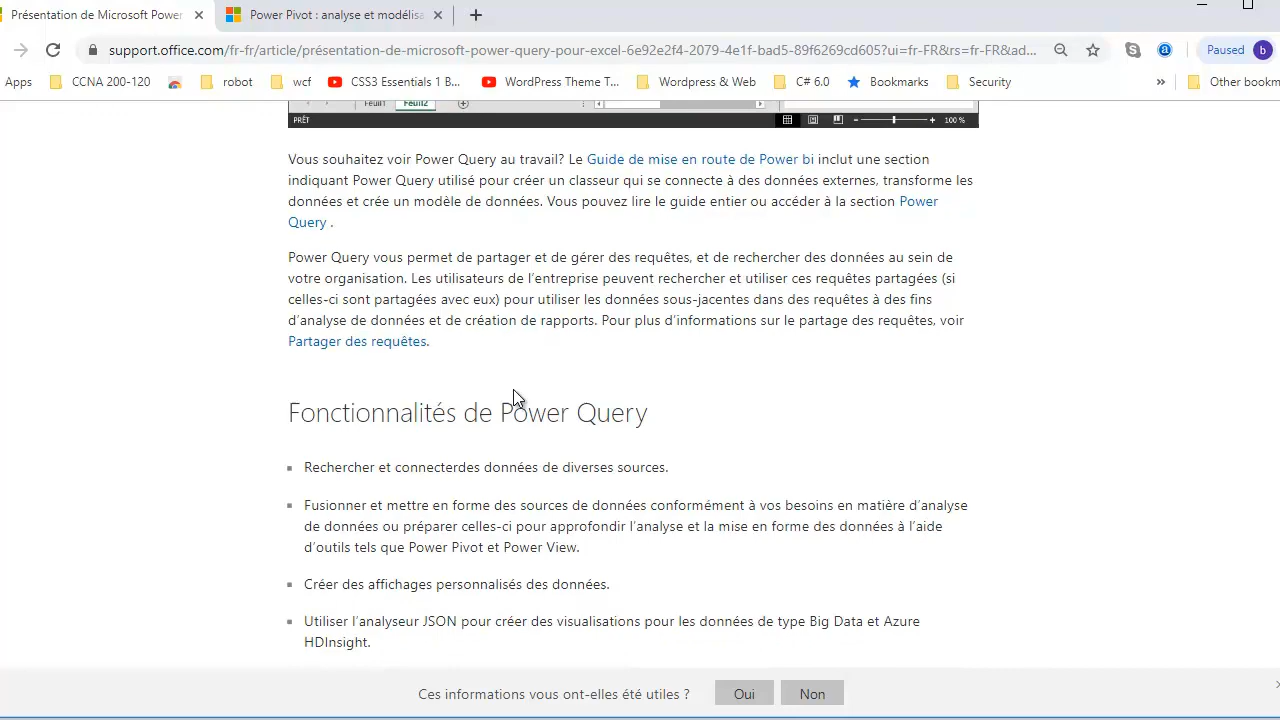 Présentation de Microsoft Power
Power Pivot : analyse et modélisa
support.office.com/fr-fr/article/présentation-de-microsoft-power-query-pour-excel-6e92e2f4-2079-4e1f-bad5-89f6269cd605?ui=fr-FR&rs=fr-FR&ad...
Paused b
Apps CCNA 200-120 robot wcf CSS3 Essentials 1 B... WordPress Theme T... Wordpress & Web C# 6.0 Bookmarks Security » Other bookm
Feuil1 Feuil2
PRÊT 100 %
Vous souhaitez voir Power Query au travail? Le Guide de mise en route de Power bi inclut une section
indiquant Power Query utilisé pour créer un classeur qui se connecte à des données externes, transforme les
données et crée un modèle de données. Vous pouvez lire le guide entier ou accéder à la section Power
Query .
Power Query vous permet de partager et de gérer des requêtes, et de rechercher des données au sein de
votre organisation. Les utilisateurs de l’entreprise peuvent rechercher et utiliser ces requêtes partagées (si
celles-ci sont partagées avec eux) pour utiliser les données sous-jacentes dans des requêtes à des fins
d’analyse de données et de création de rapports. Pour plus d’informations sur le partage des requêtes, voir
Partager des requêtes.
Fonctionnalités de Power Query
Rechercher et connecterdes données de diverses sources.
Fusionner et mettre en forme des sources de données conformément à vos besoins en matière d’analyse
de données ou préparer celles-ci pour approfondir l’analyse et la mise en forme des données à l’aide
d’outils tels que Power Pivot et Power View.
Créer des affichages personnalisés des données.
Utiliser l’analyseur JSON pour créer des visualisations pour les données de type Big Data et Azure
HDInsight.
Ces informations vous ont-elles été utiles ? Oui Non